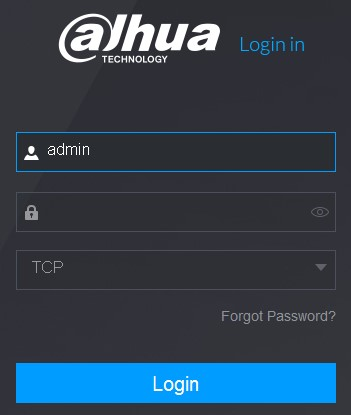 alhua Login in
TECHNOLOGY
admin
TCP
Forgot Password?
Login